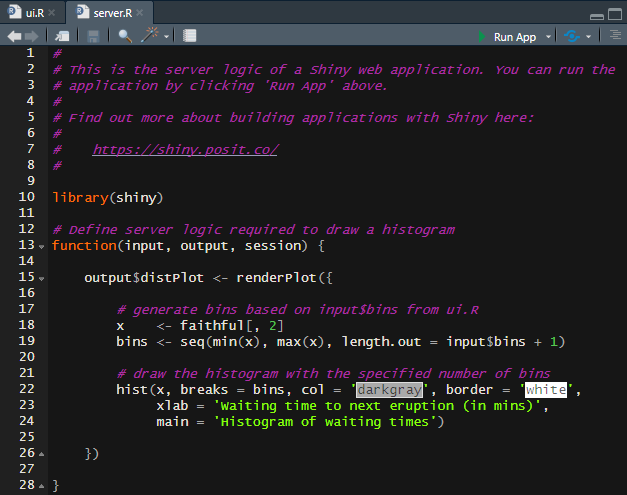 ui.R server.R
Run App
1 #
2 # This is the server logic of a Shiny web application. You can run the
3 # application by clicking 'Run App' above.
4 #
5 # Find out more about building applications with Shiny here:
6 #
7 #    https://shiny.posit.co/
8 #
9
10 library(shiny)
11
12 # Define server logic required to draw a histogram
13 function(input, output, session) {
14
15     output$distPlot <- renderPlot({
16
17         # generate bins based on input$bins from ui.R
18         x    <- faithful[, 2]
19         bins <- seq(min(x), max(x), length.out = input$bins + 1)
20
21         # draw the histogram with the specified number of bins
22         hist(x, breaks = bins, col = 'darkgray', border = 'white',
23              xlab = 'Waiting time to next eruption (in mins)',
24              main = 'Histogram of waiting times')
25
26     })
27
28 }